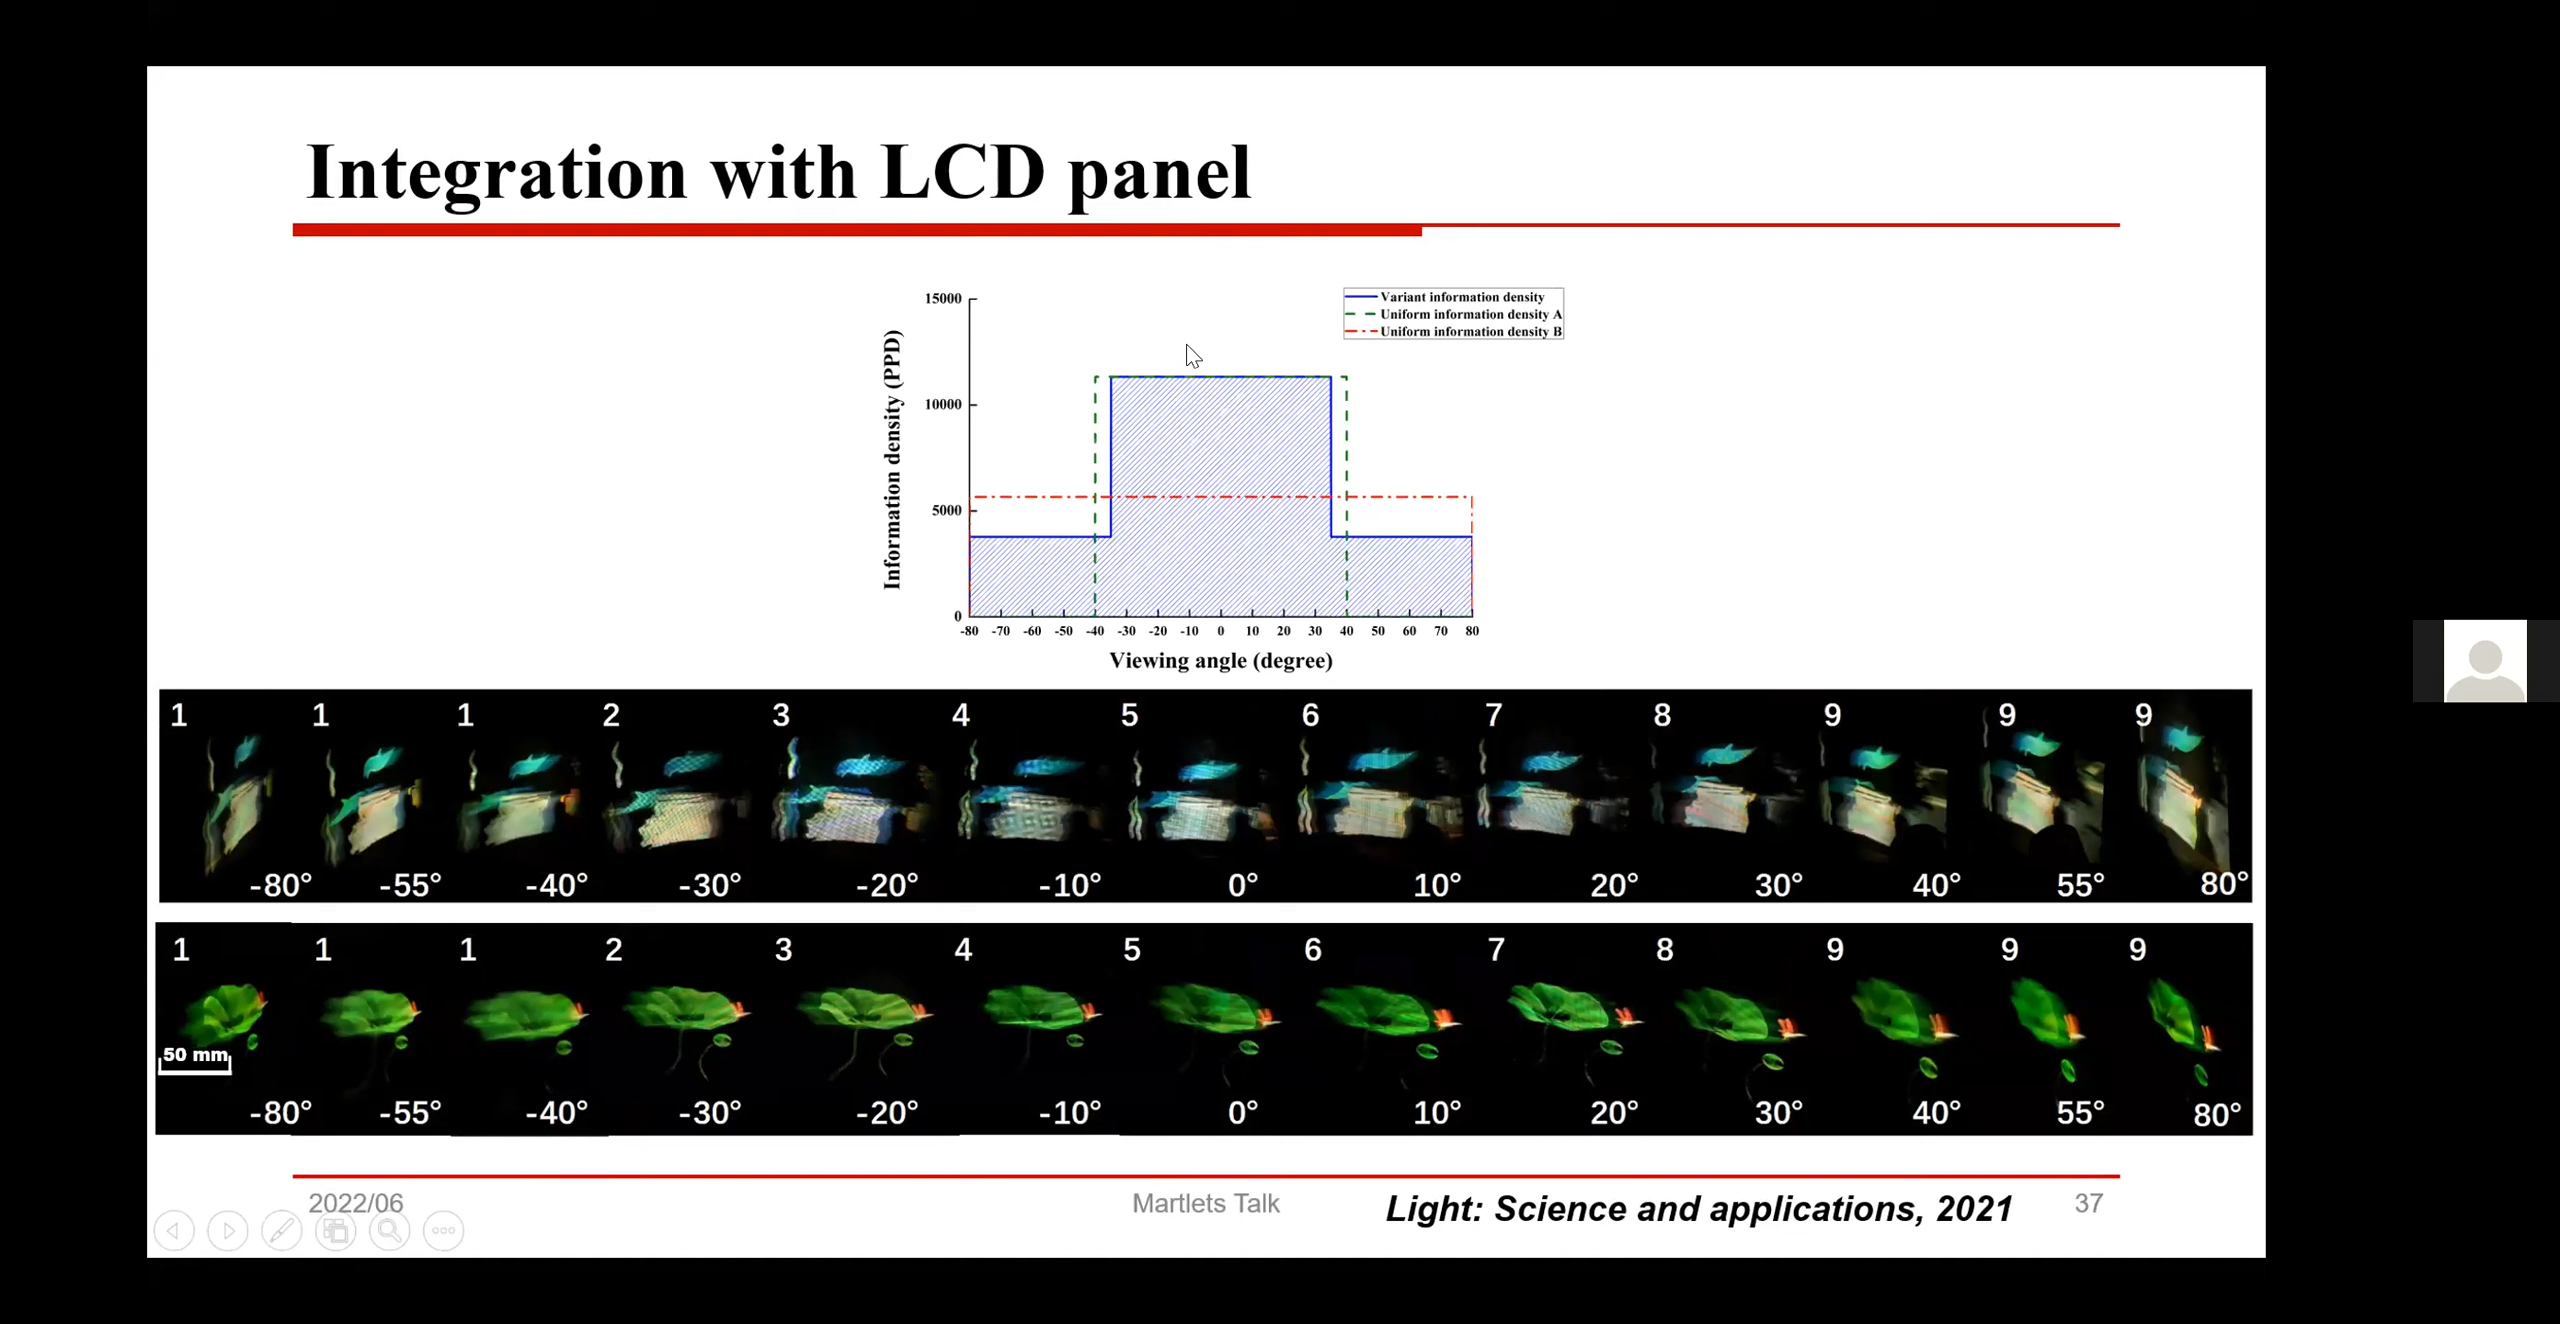 Integration with LCD panel
15000
10000
5000
0
Information density (PPD)
Variant information density
Uniform information density A
Uniform information density B
-80 -70 -60 -50 -40 -30 -20 -10 0 10 20 30 40 50 60 70 80
Viewing angle (degree)
1 1 1 2 3 4 5 6 7 8 9 9 9
-80° -55° -40° -30° -20° -10° 0° 10° 20° 30° 40° 55° 80°
1 1 1 2 3 4 5 6 7 8 9 9 9
50 mm
-80° -55° -40° -30° -20° -10° 0° 10° 20° 30° 40° 55° 80°
2022/06 Martlets Talk Light: Science and applications, 2021 37